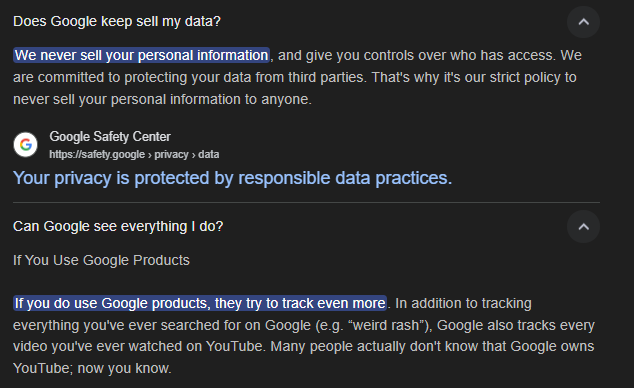 Does Google keep sell my data?
We never sell your personal information, and give you controls over who has access. We
are committed to protecting your data from third parties. That's why it's our strict policy to
never sell your personal information to anyone.
Google Safety Center
https://safety.google › privacy › data
Your privacy is protected by responsible data practices.
Can Google see everything I do?
If You Use Google Products
If you do use Google products, they try to track even more. In addition to tracking
everything you've ever searched for on Google (e.g. “weird rash”), Google also tracks every
video you've ever watched on YouTube. Many people actually don't know that Google owns
YouTube; now you know.